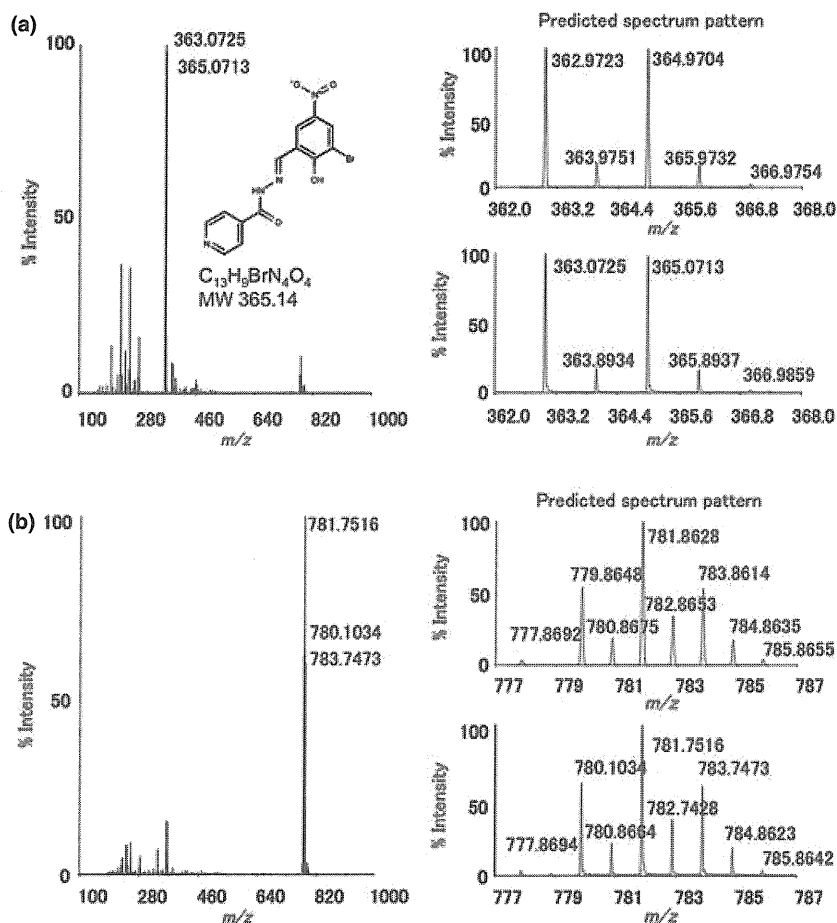 (a)
100
50
0
% Intensity
363.0725
365.0713
-O
N+
O
Br
OH
N
HN
O
N
C13H9BrN4O4
MW 365.14
100 280 460 640 820 1000
m/z
Predicted spectrum pattern
100
50
0
% Intensity
362.9723
364.9704
363.9751
365.9732
366.9754
362.0 363.2 364.4 365.6 366.8 368.0
m/z
100
50
0
% Intensity
363.0725
365.0713
363.8934
365.8937
366.9859
362.0 363.2 364.4 365.6 366.8 368.0
m/z
(b)
100
50
0
% Intensity
781.7516
780.1034
783.7473
100 280 460 640 820 1000
m/z
Predicted spectrum pattern
100
50
0
% Intensity
781.8628
779.8648
783.8614
782.8653
777.8692
780.8675
784.8635
785.8655
777 779 781 783 785 787
m/z
100
50
0
% Intensity
781.7516
780.1034
783.7473
782.7428
777.8694
780.8664
784.8623
785.8642
777 779 781 783 785 787
m/z